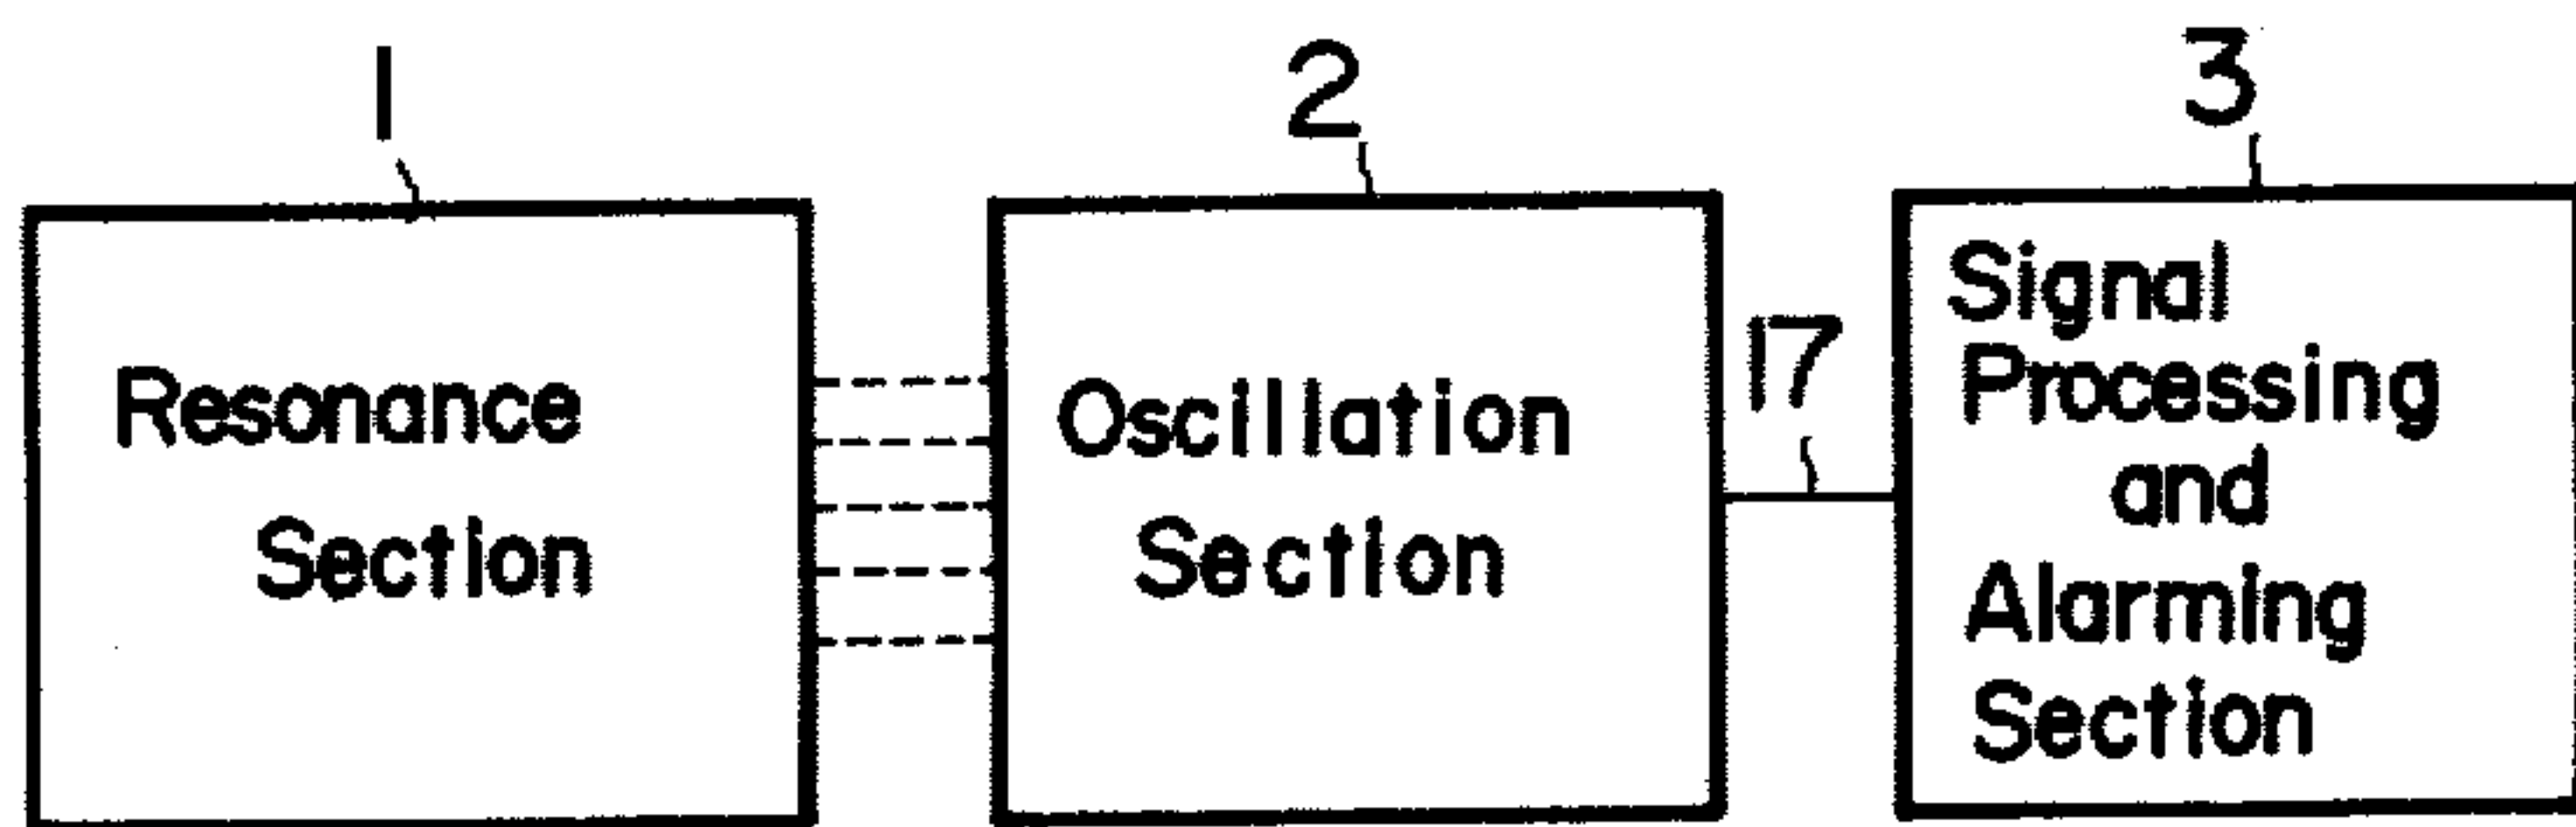 1
2
3
Resonance
Section
Oscillation
Section
17
Signal
Processing
and
Alarming
Section